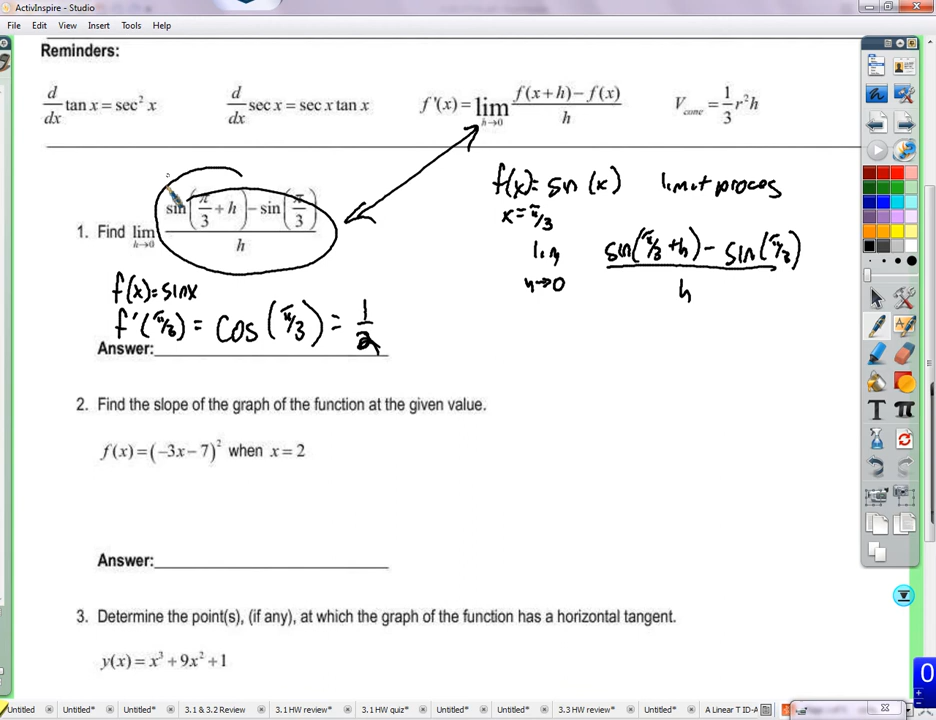 ActivInspire - Studio
File Edit View Insert Tools Help
Reminders:
d/dx tan x = sec² x
d/dx sec x = sec x tan x
f'(x) = lim h→0 (f(x+h) − f(x))/h
V cone = 1/3 r²h
f(x) = sin (x) limit proces
x = π/3
lim h→0 (sin(π/3 + h) − sin(π/3))/h
1. Find lim h→0 (sin(π/3 + h) − sin(π/3))/h
f(x) = sinx
f'(π/3) = cos (π/3) = 1/2
Answer:
2. Find the slope of the graph of the function at the given value.
f(x) = (−3x − 7)² when x = 2
Answer:
3. Determine the point(s), (if any), at which the graph of the function has a horizontal tangent.
y(x) = x³ + 9x² + 1
Untitled Untitled* Untitled* 3.1 & 3.2 Review 3.1 HW review* 3.1 HW quiz* Untitled* Untitled* 3.3 HW review* Untitled* A Linear T ID-A